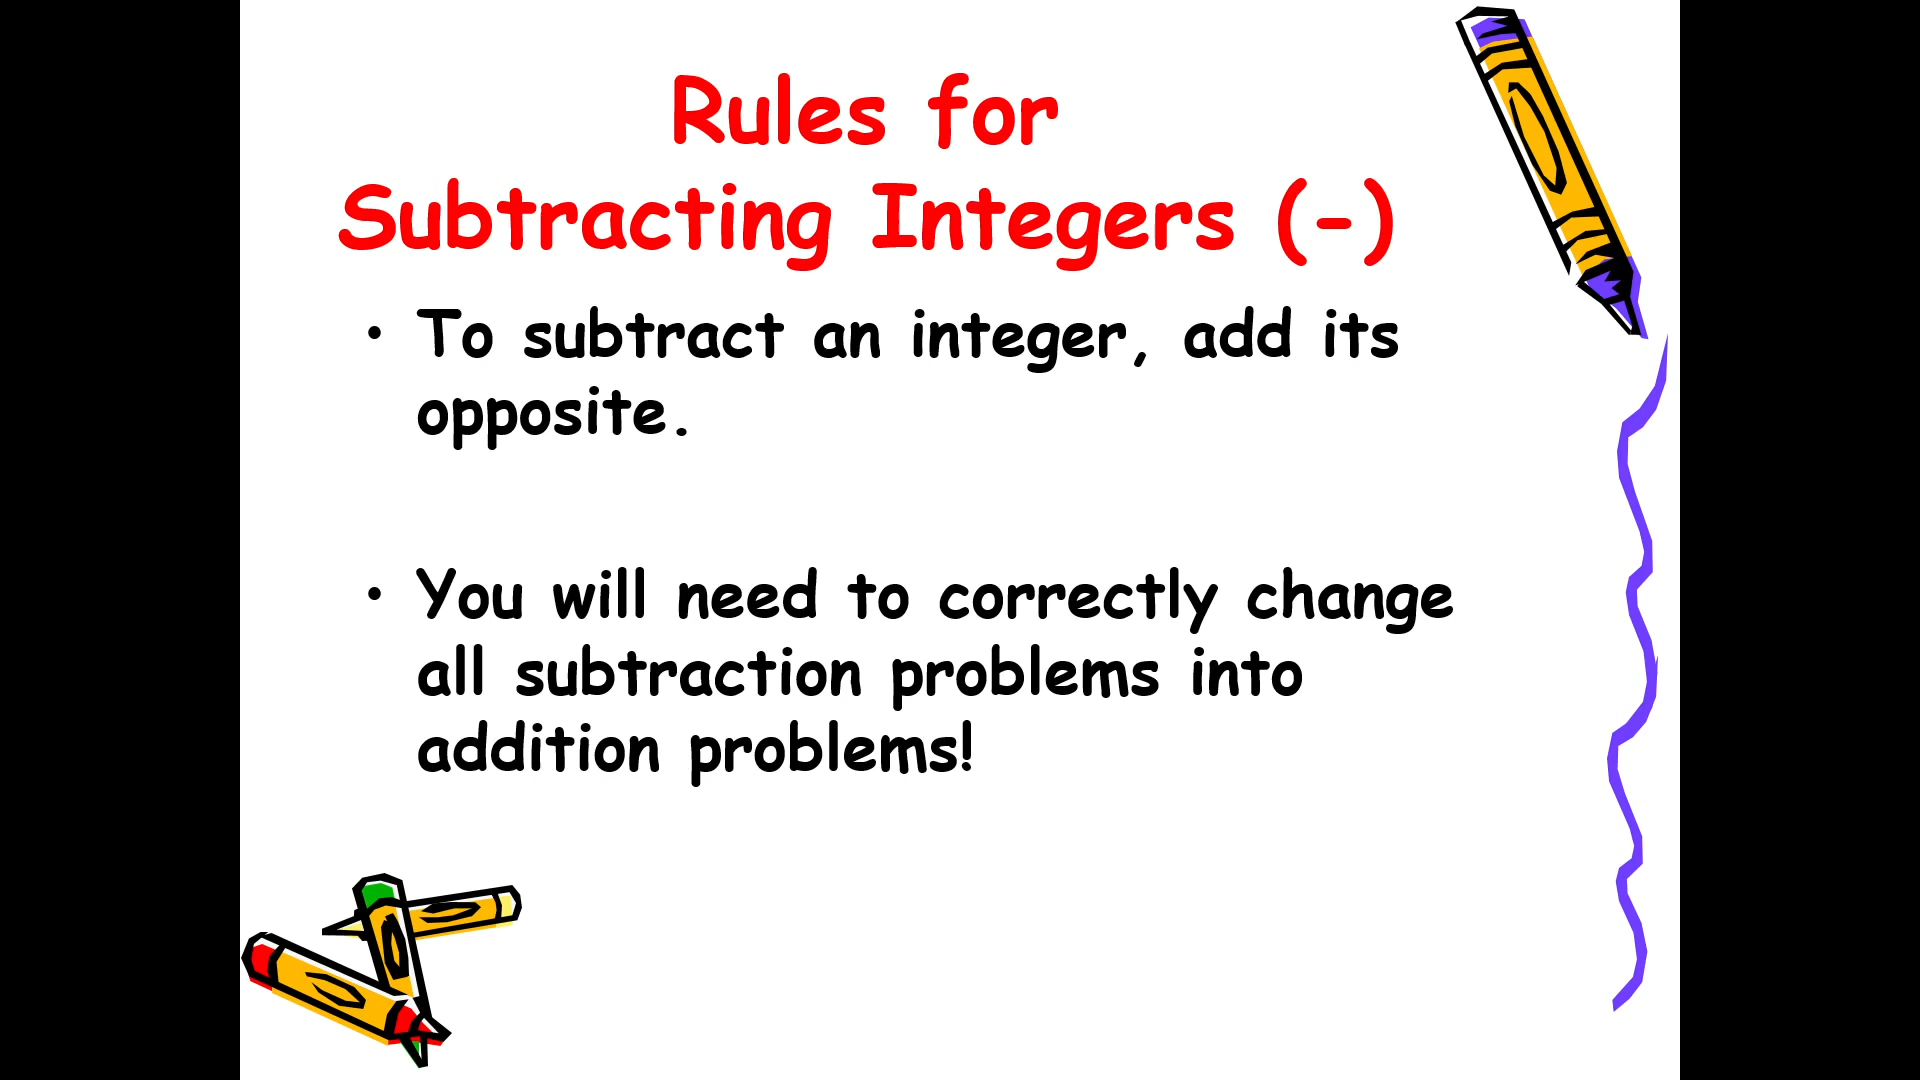 Rules for
Subtracting Integers (-)
• To subtract an integer, add its
opposite.
• You will need to correctly change
all subtraction problems into
addition problems!